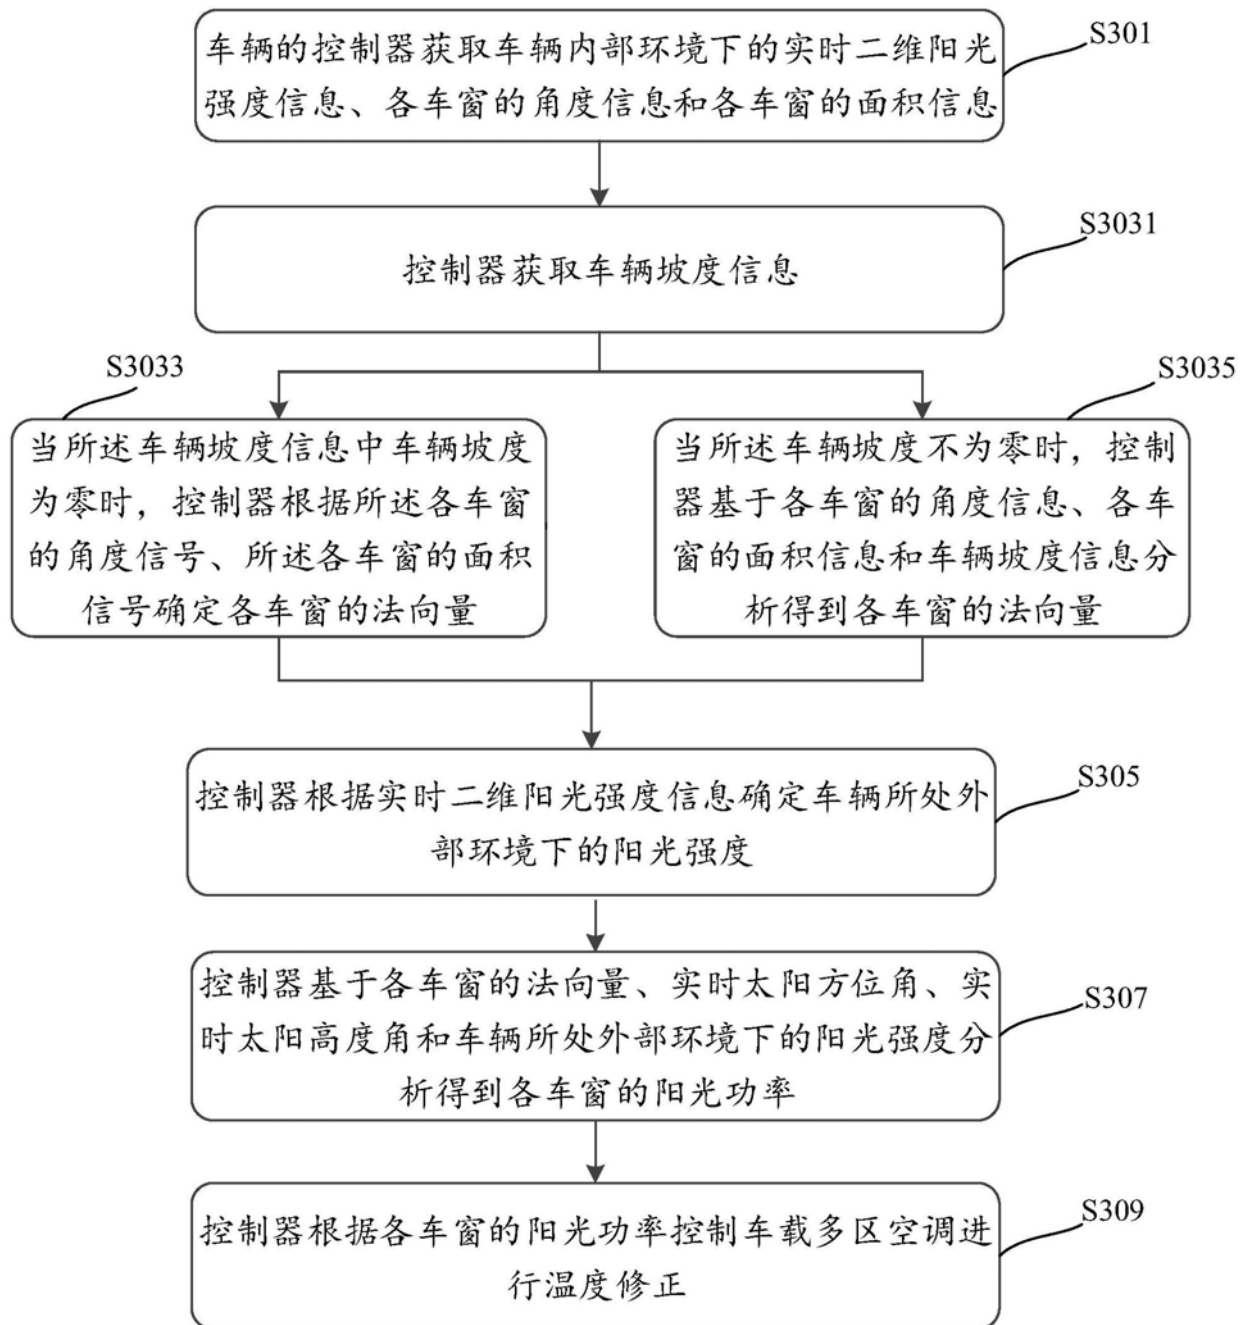 车辆的控制器获取车辆内部环境下的实时二维阳光
强度信息、各车窗的角度信息和各车窗的面积信息
S301
控制器获取车辆坡度信息
S3031
S3033
当所述车辆坡度信息中车辆坡度
为零时，控制器根据所述各车窗
的角度信号、所述各车窗的面积
信号确定各车窗的法向量
S3035
当所述车辆坡度不为零时，控制
器基于各车窗的角度信息、各车
窗的面积信息和车辆坡度信息分
析得到各车窗的法向量
控制器根据实时二维阳光强度信息确定车辆所处外
部环境下的阳光强度
S305
控制器基于各车窗的法向量、实时太阳方位角、实
时太阳高度角和车辆所处外部环境下的阳光强度分
析得到各车窗的阳光功率
S307
控制器根据各车窗的阳光功率控制车载多区空调进
行温度修正
S309